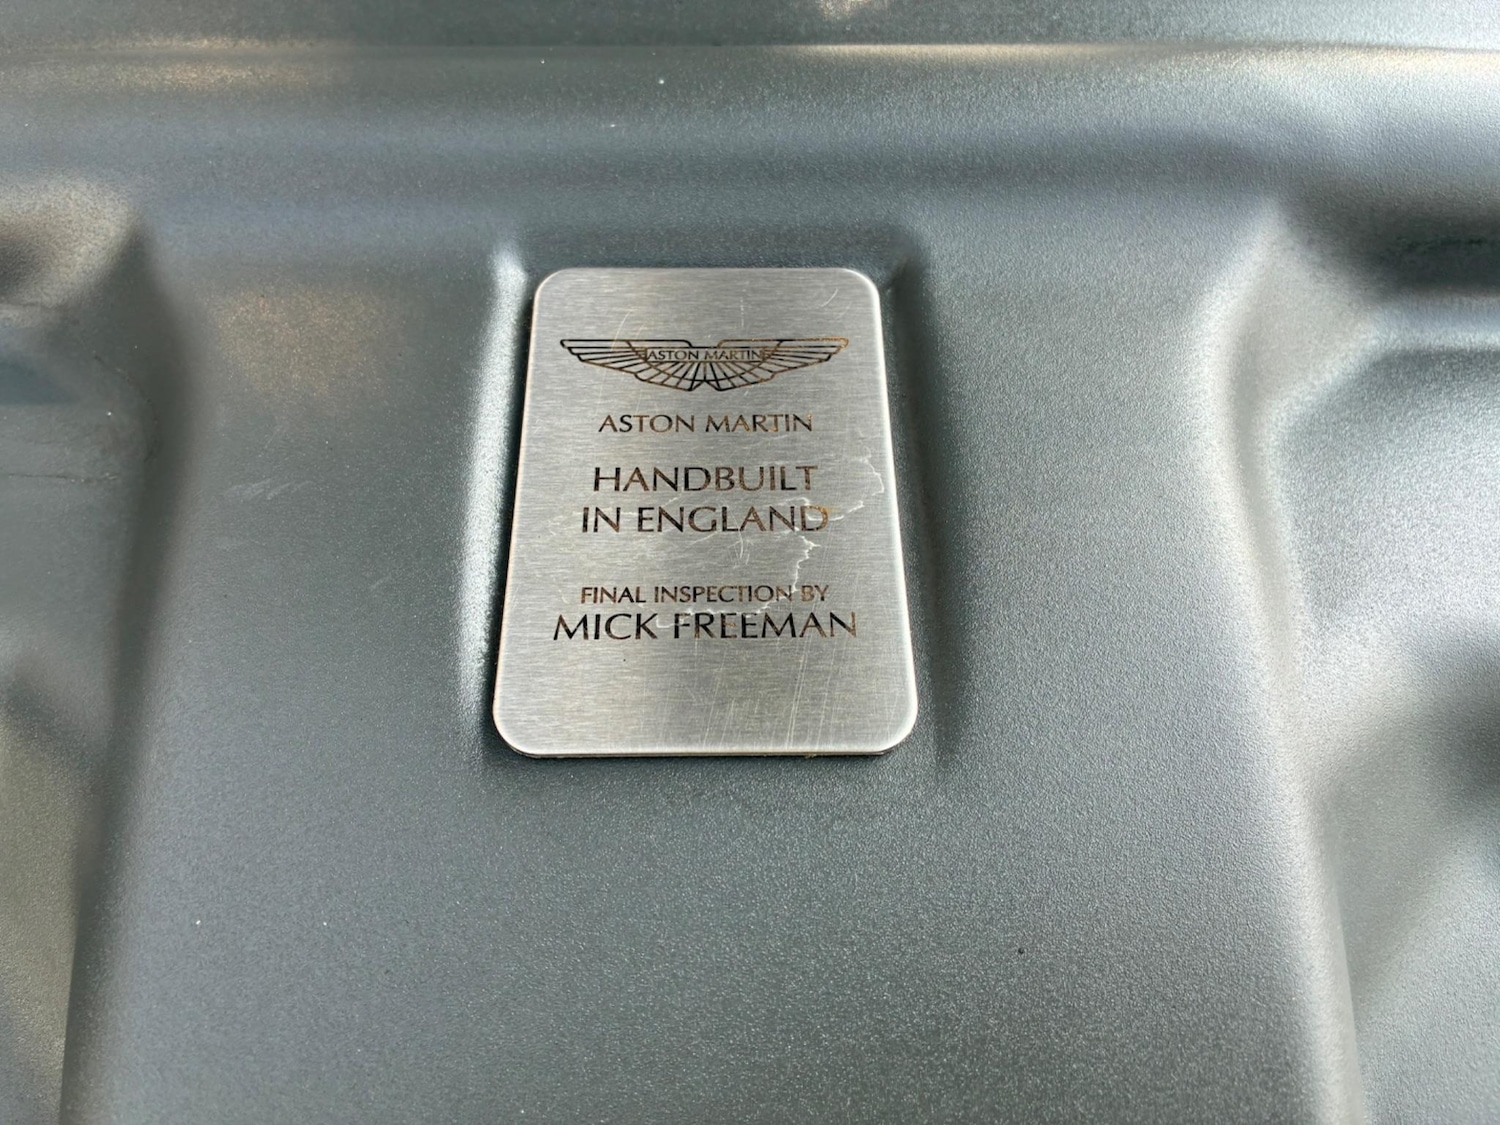 ASTON MARTIN
ASTON MARTIN
HANDBUILT
IN ENGLAND
FINAL INSPECTION BY
MICK FREEMAN